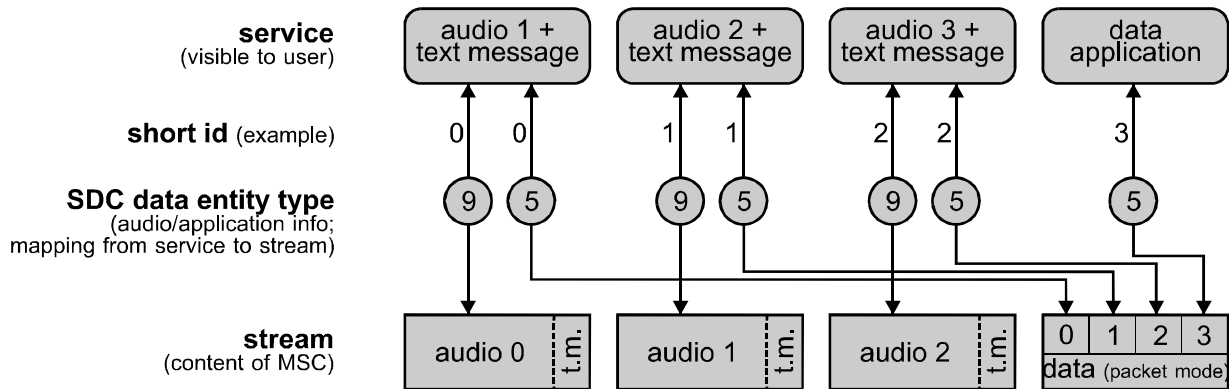 service
(visible to user)
audio 1 +
text message
audio 2 +
text message
audio 3 +
text message
data
application
short id (example)
0 0 1 1 2 2 3
SDC data entity type
(audio/application info;
mapping from service to stream)
9 5 9 5 9 5 5
stream
(content of MSC)
audio 0 t.m.
audio 1 t.m.
audio 2 t.m.
0 1 2 3
data (packet mode)